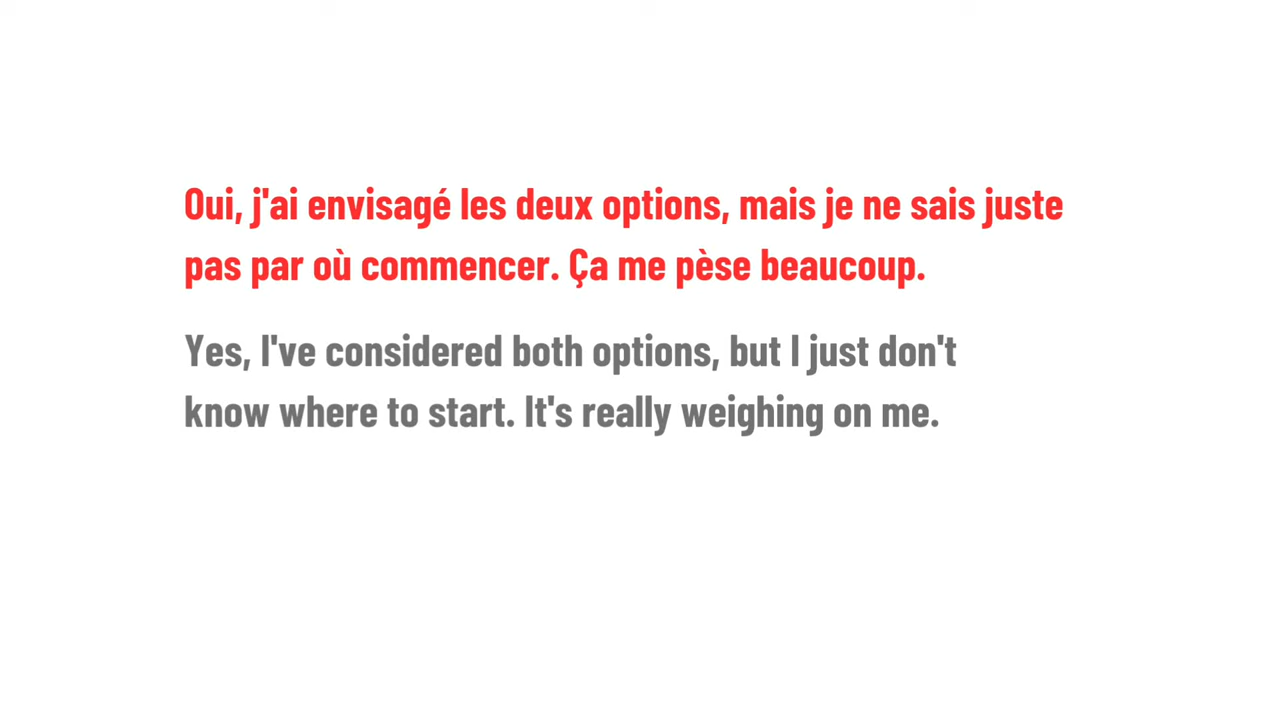 Oui, j'ai envisagé les deux options, mais je ne sais juste
pas par où commencer. Ça me pèse beaucoup.
Yes, I've considered both options, but I just don't
know where to start. It's really weighing on me.